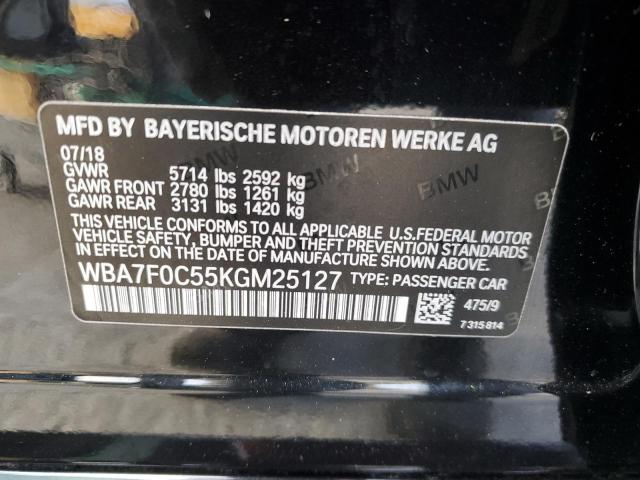 MFD BY BAYERISCHE MOTOREN WERKE AG
07/18
GVWR 5714 lbs 2592 kg
GAWR FRONT 2780 lbs 1261 kg
GAWR REAR 3131 lbs 1420 kg
THIS VEHICLE CONFORMS TO ALL APPLICABLE U.S.FEDERAL MOTOR
VEHICLE SAFETY, BUMPER AND THEFT PREVENTION STANDARDS
IN EFFECT ON THE DATE OF MANUFACTURE SHOWN ABOVE.
WBA7F0C55KGM25127 TYPE: PASSENGER CAR
475/9
7315814
BMW
BMW